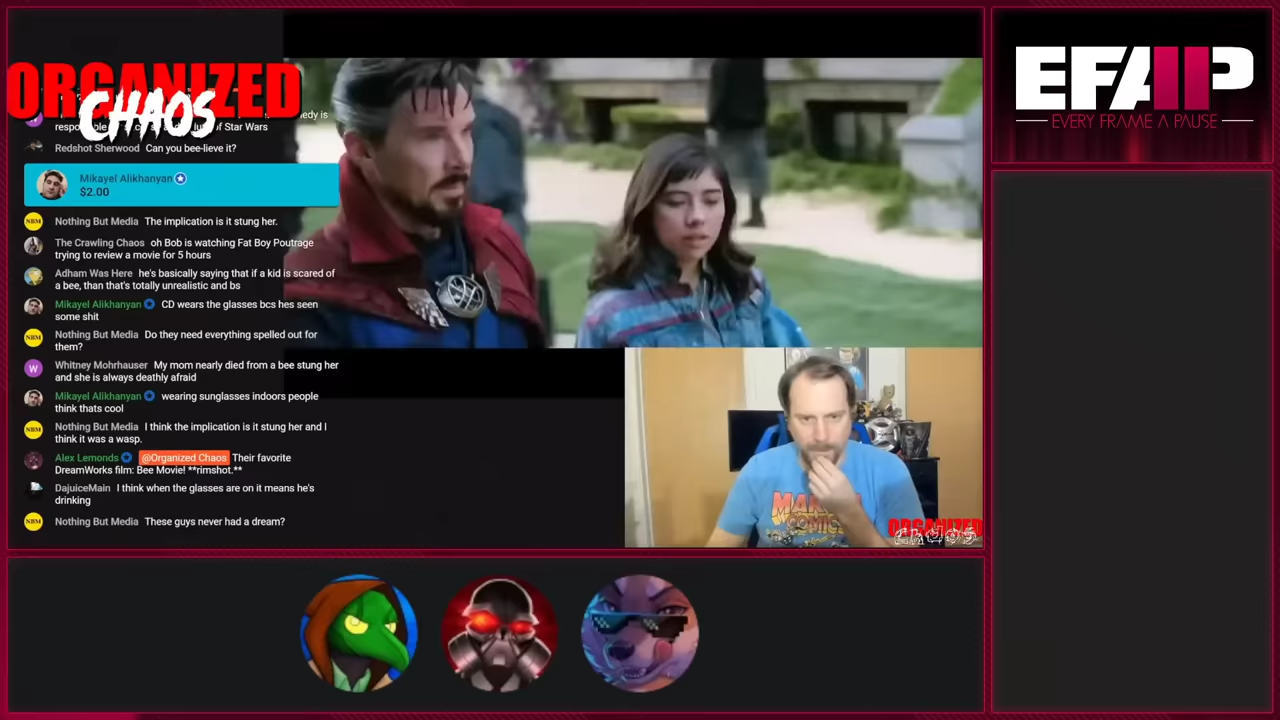 ORGANIZED
CHAOS
edy is
of Star Wars
Redshot Sherwood Can you bee-lieve it?
Mikayel Alikhanyan
$2.00
NBM Nothing But Media The implication is it stung her.
The Crawling Chaos oh Bob is watching Fat Boy Poutrage
trying to review a movie for 5 hours
Adham Was Here he's basically saying that if a kid is scared of
a bee, than that's totally unrealistic and bs
Mikayel Alikhanyan CD wears the glasses bcs hes seen
some shit
NBM Nothing But Media Do they need everything spelled out for
them?
W Whitney Mohrhauser My mom nearly died from a bee stung her
and she is always deathly afraid
Mikayel Alikhanyan wearing sunglasses indoors people
think thats cool
NBM Nothing But Media I think the implication is it stung her and I
think it was a wasp.
Alex Lemonds @Organized Chaos Their favorite
DreamWorks film: Bee Movie! **rimshot.**
DajuiceMain I think when the glasses are on it means he's
drinking
NBM Nothing But Media These guys never had a dream?
ORGANIZED
EFAP
EVERY FRAME A PAUSE